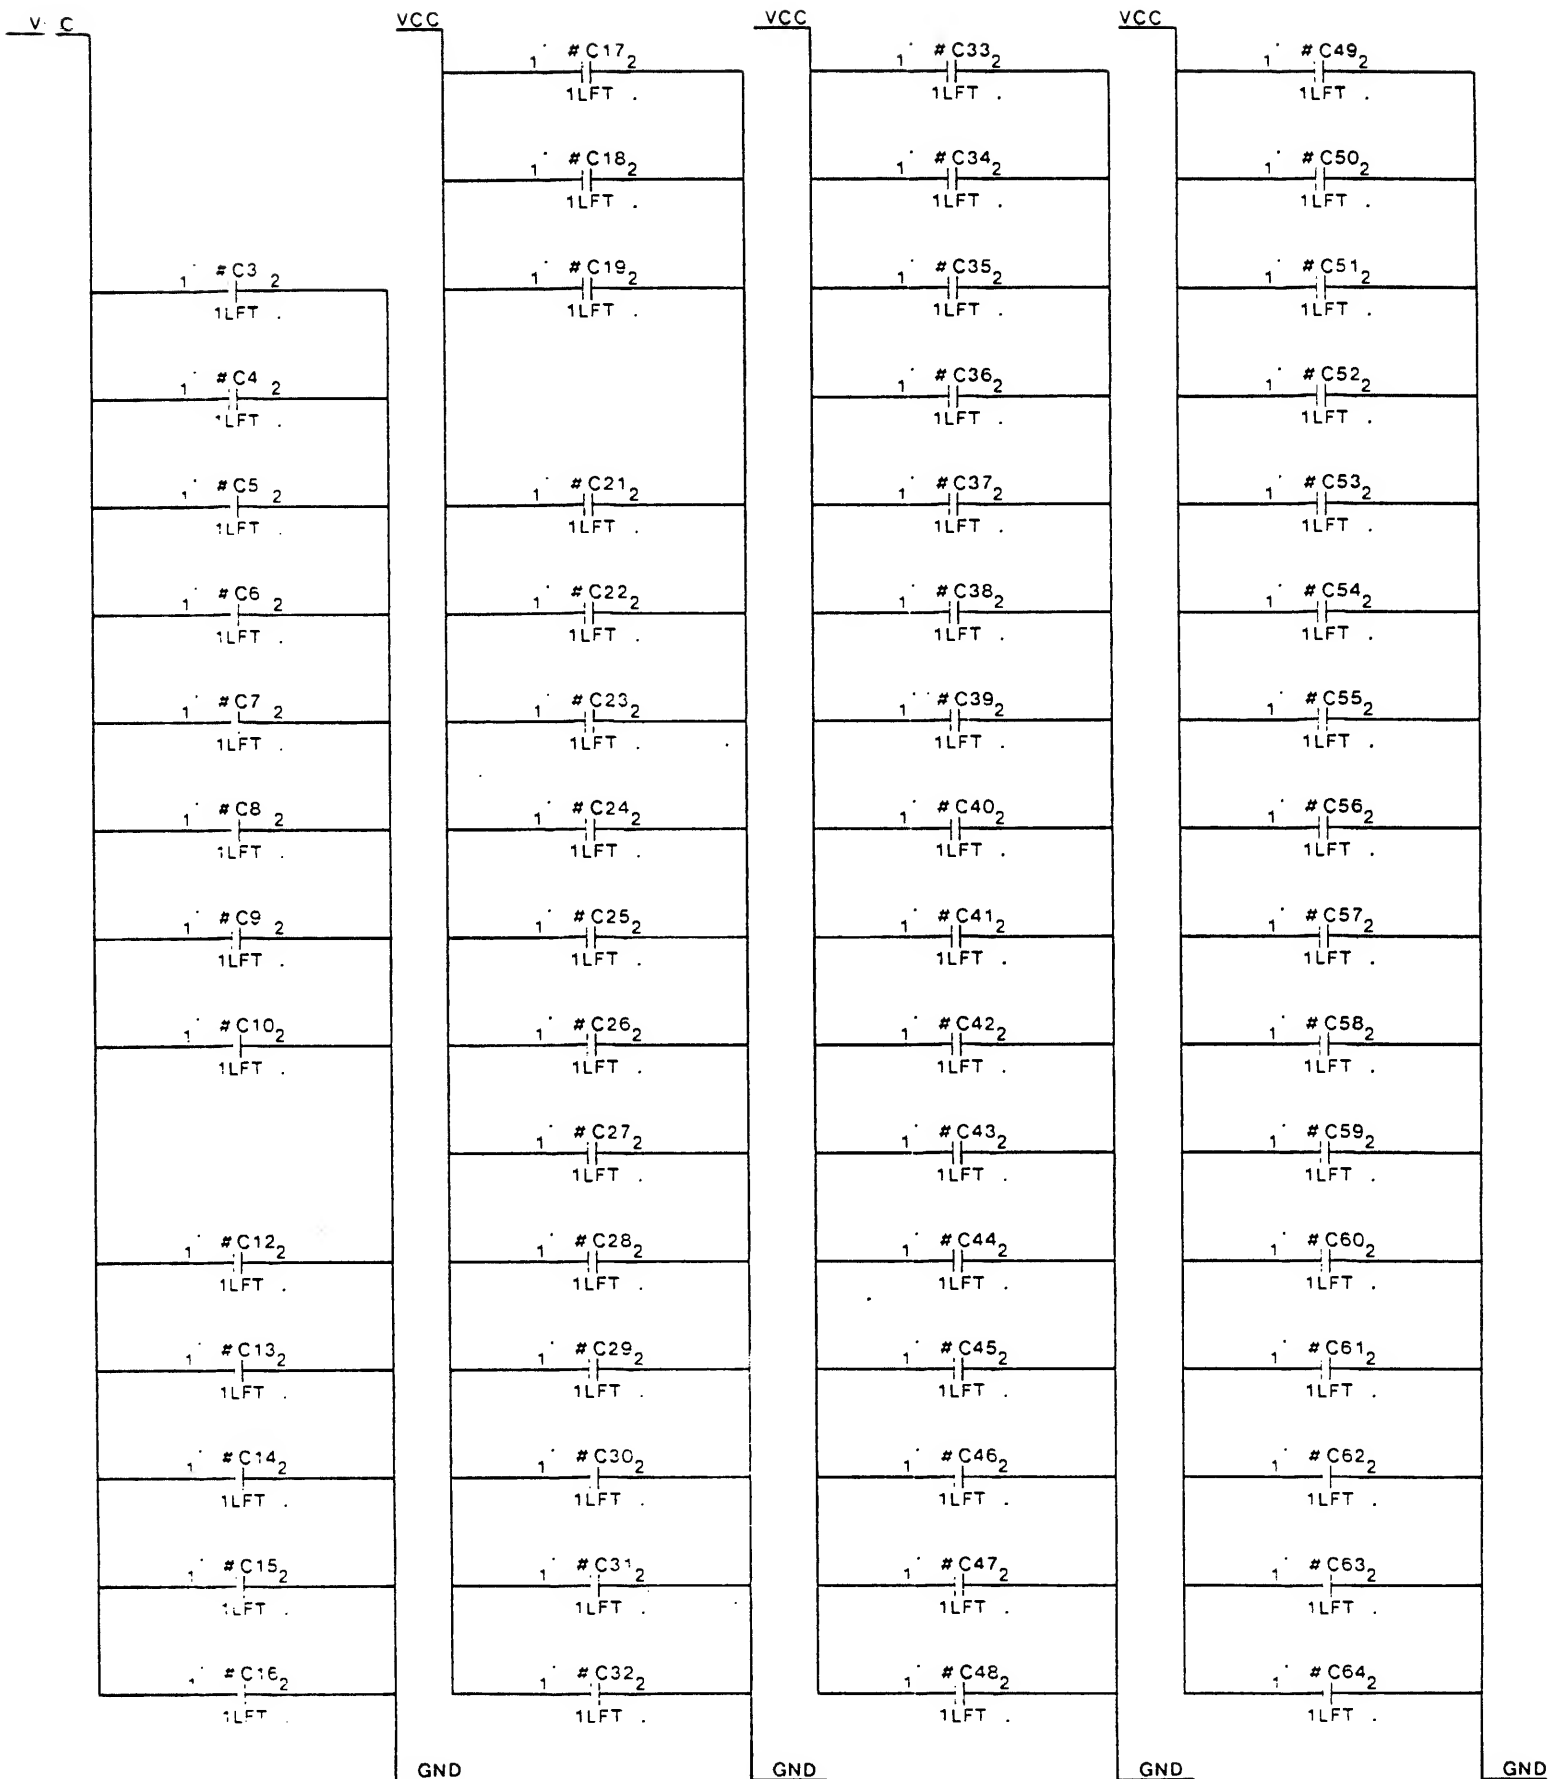 V C
1 #C3 2
1LFT .
1 #C4 2
1LFT .
1 #C5 2
1LFT .
1 #C6 2
1LFT .
1 #C7 2
1LFT .
1 #C8 2
1LFT .
1 #C9 2
1LFT .
1 #C10 2
1LFT .
1 #C12 2
1LFT .
1 #C13 2
1LFT .
1 #C14 2
1LFT .
1 #C15 2
1LFT .
1 #C16 2
1LFT .
GND
VCC
1 #C17 2
1LFT .
1 #C18 2
1LFT .
1 #C19 2
1LFT .
1 #C21 2
1LFT .
1 #C22 2
1LFT .
1 #C23 2
1LFT .
1 #C24 2
1LFT .
1 #C25 2
1LFT .
1 #C26 2
1LFT .
1 #C27 2
1LFT .
1 #C28 2
1LFT .
1 #C29 2
1LFT .
1 #C30 2
1LFT .
1 #C31 2
1LFT .
1 #C32 2
1LFT .
GND
VCC
1 #C33 2
1LFT .
1 #C34 2
1LFT .
1 #C35 2
1LFT .
1 #C36 2
1LFT .
1 #C37 2
1LFT .
1 #C38 2
1LFT .
1 #C39 2
1LFT .
1 #C40 2
1LFT .
1 #C41 2
1LFT .
1 #C42 2
1LFT .
1 #C43 2
1LFT .
1 #C44 2
1LFT .
1 #C45 2
1LFT .
1 #C46 2
1LFT .
1 #C47 2
1LFT .
1 #C48 2
1LFT .
GND
VCC
1 #C49 2
1LFT .
1 #C50 2
1LFT .
1 #C51 2
1LFT .
1 #C52 2
1LFT .
1 #C53 2
1LFT .
1 #C54 2
1LFT .
1 #C55 2
1LFT .
1 #C56 2
1LFT .
1 #C57 2
1LFT .
1 #C58 2
1LFT .
1 #C59 2
1LFT .
1 #C60 2
1LFT .
1 #C61 2
1LFT .
1 #C62 2
1LFT .
1 #C63 2
1LFT .
1 #C64 2
1LFT .
GND